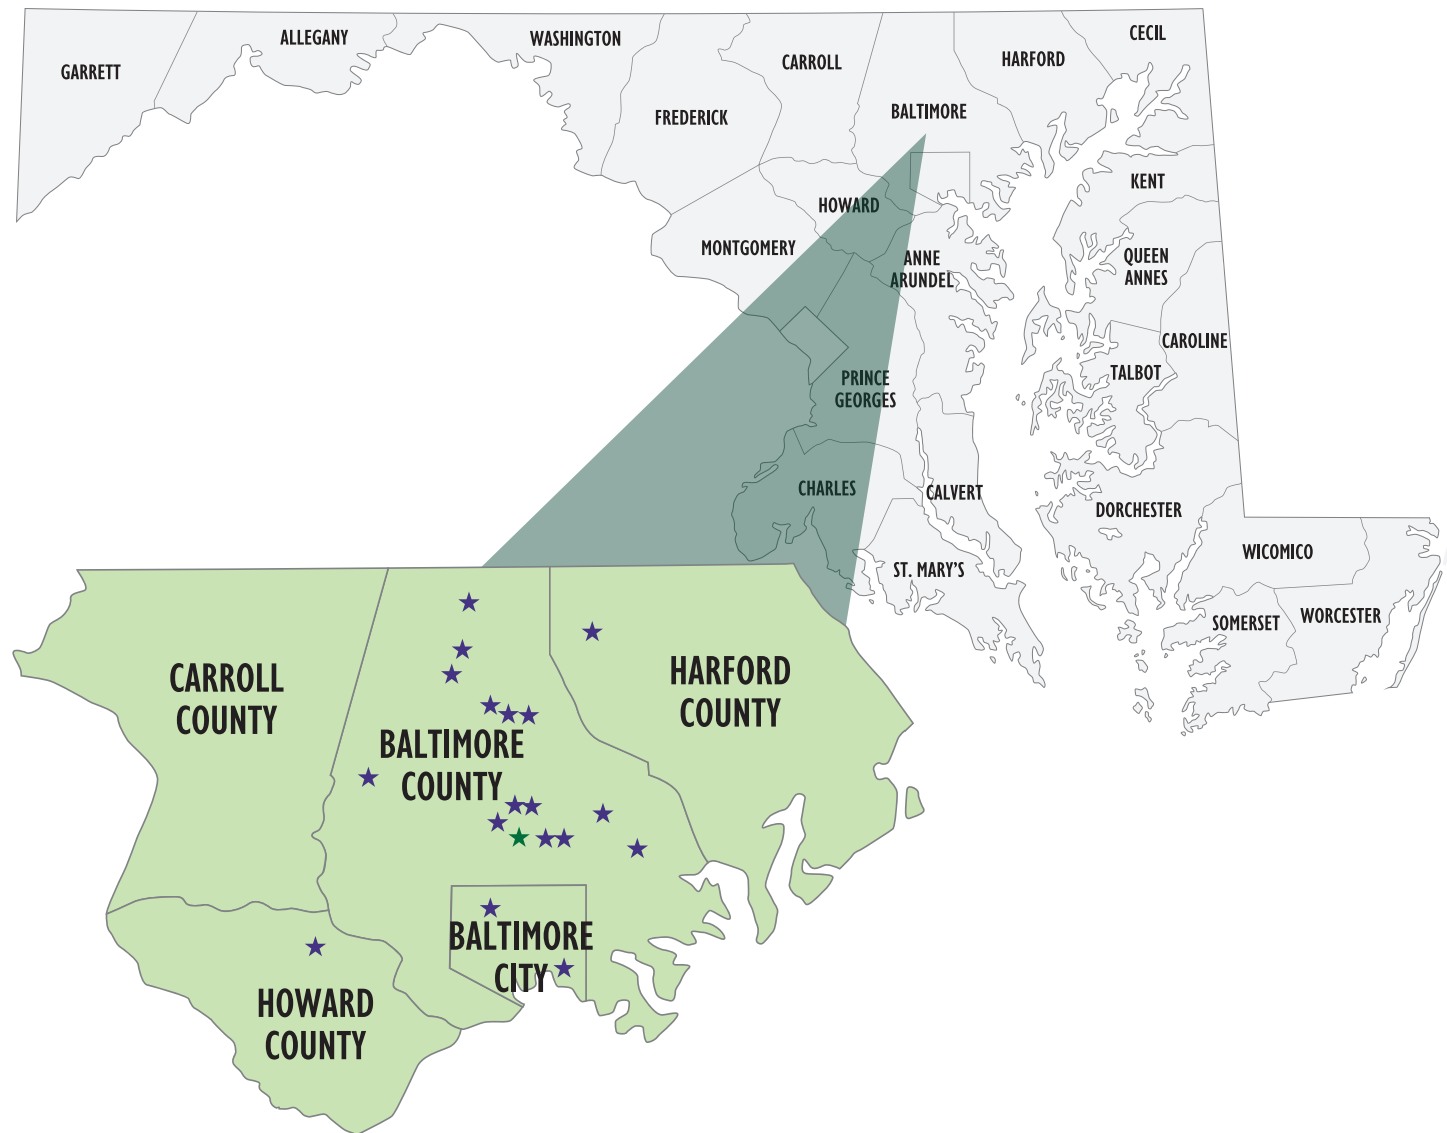 GARRETT
ALLEGANY
WASHINGTON
FREDERICK
CARROLL
BALTIMORE
HARFORD
CECIL
KENT
HOWARD
MONTGOMERY
ANNE
ARUNDEL
QUEEN
ANNES
CAROLINE
TALBOT
PRINCE
GEORGES
CHARLES
CALVERT
DORCHESTER
ST. MARY'S
WICOMICO
SOMERSET
WORCESTER
CARROLL
COUNTY
BALTIMORE
COUNTY
HARFORD
COUNTY
BALTIMORE
CITY
HOWARD
COUNTY